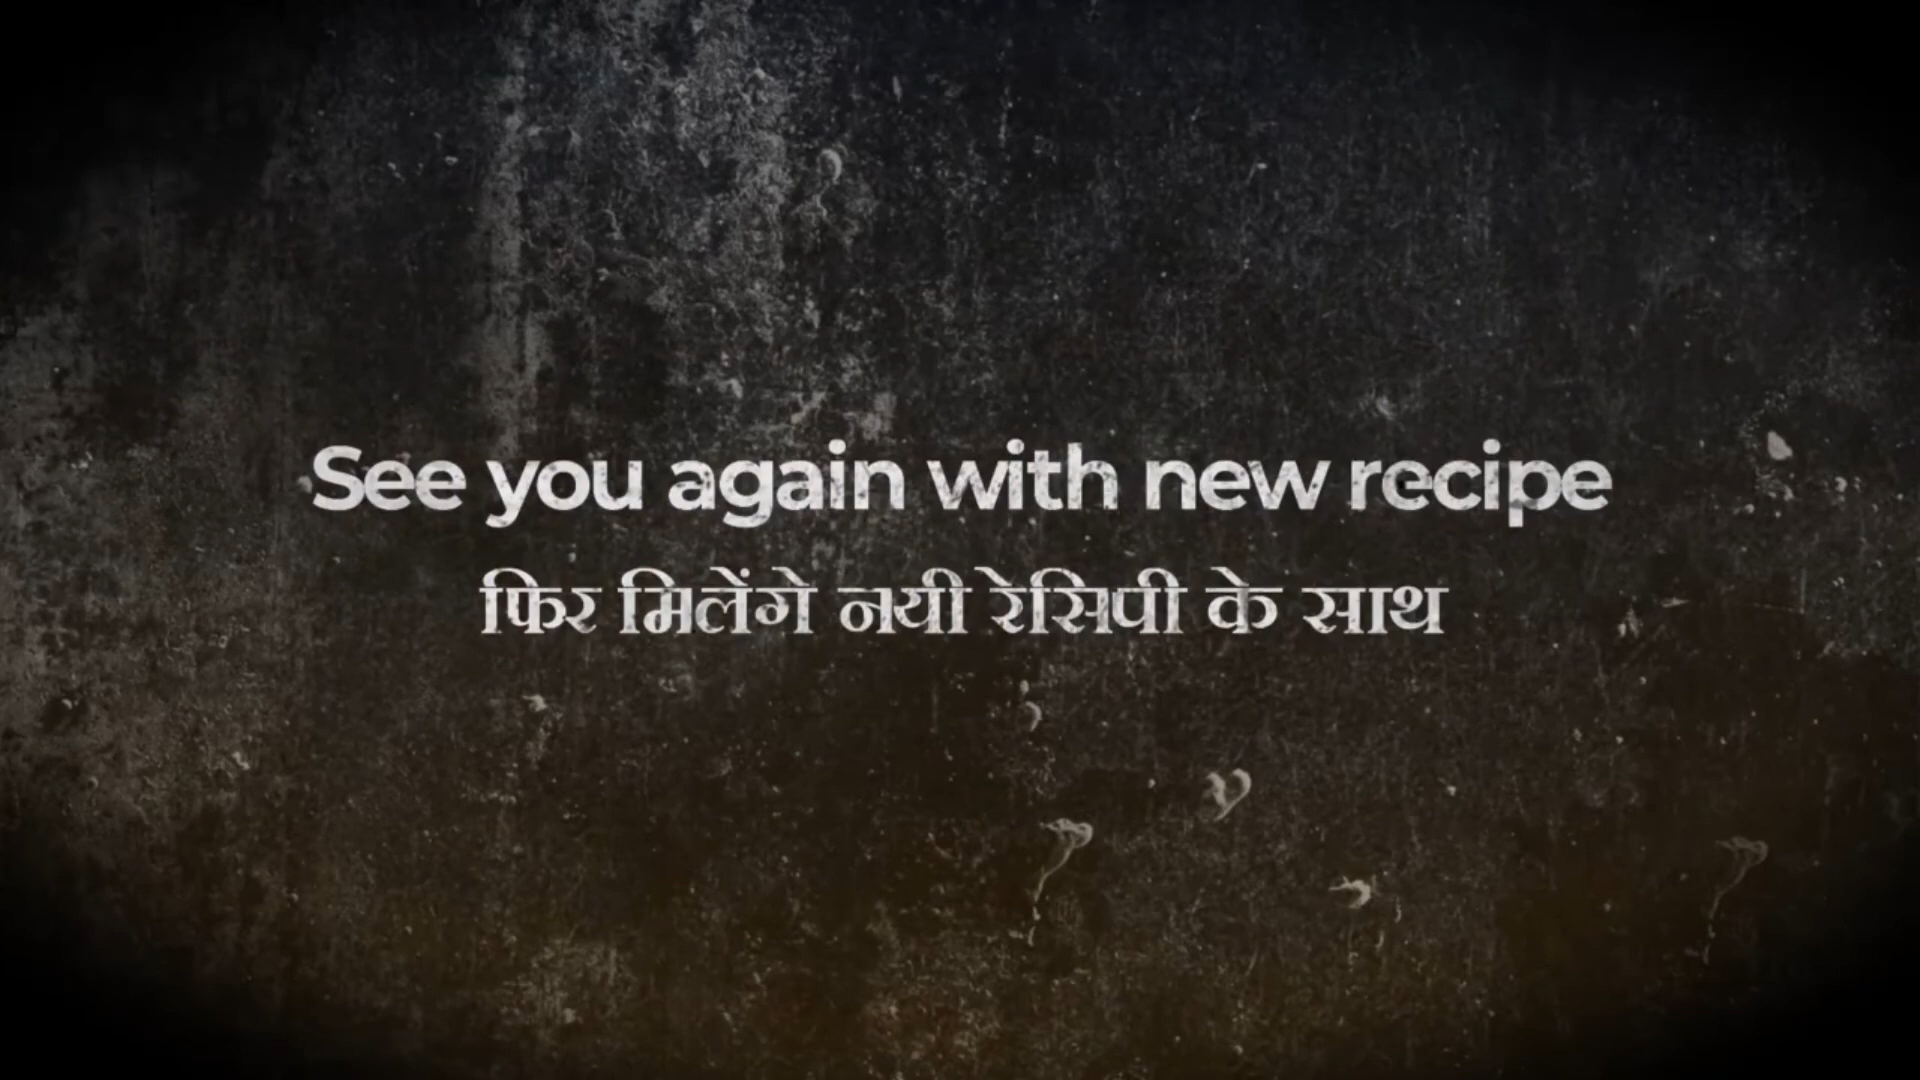 See you again with new recipe
फिर मिलेंगे नयी रेसिपी के साथ